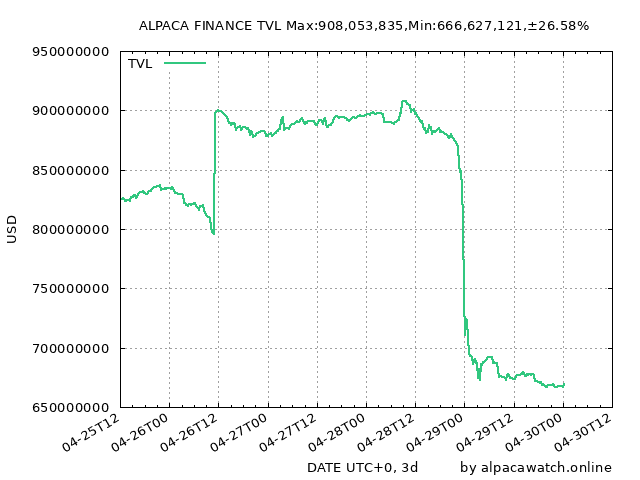 ALPACA FINANCE TVL Max:908,053,835,Min:666,627,121,±26.58%
TVL
950000000
900000000
850000000
800000000
750000000
700000000
650000000
USD
04-25T12
04-26T00
04-26T12
04-27T00
04-27T12
04-28T00
04-28T12
04-29T00
04-29T12
04-30T00
04-30T12
DATE UTC+0, 3d
by alpacawatch.online